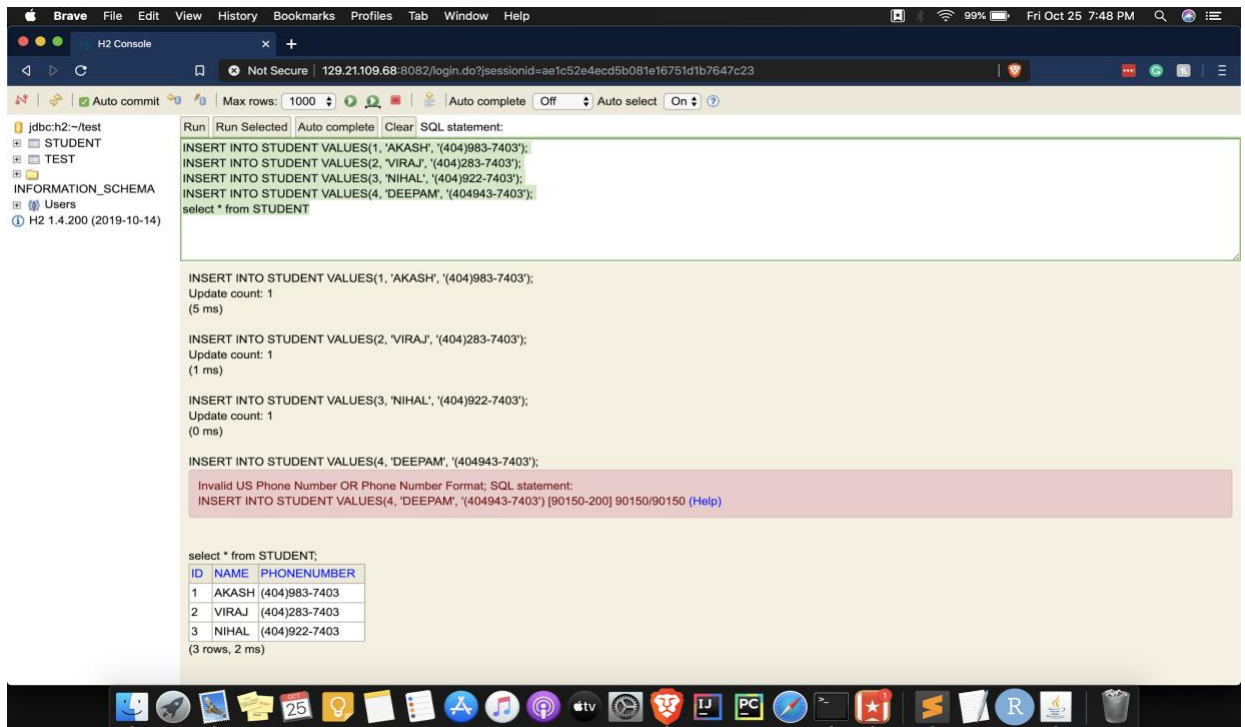 Brave File Edit View History Bookmarks Profiles Tab Window Help 99% Fri Oct 25 7:48 PM
H2 Console
Not Secure | 129.21.109.68:8082/login.do?jsessionid=ae1c52e4ecd5b081e16751d1b7647c23
Auto commit Max rows: 1000 Auto complete Off Auto select On
jdbc:h2:~/test
STUDENT
TEST
INFORMATION_SCHEMA
Users
H2 1.4.200 (2019-10-14)
Run Run Selected Auto complete Clear SQL statement:
INSERT INTO STUDENT VALUES(1, 'AKASH', '(404)983-7403');
INSERT INTO STUDENT VALUES(2, 'VIRAJ', '(404)283-7403');
INSERT INTO STUDENT VALUES(3, 'NIHAL', '(404)922-7403');
INSERT INTO STUDENT VALUES(4, 'DEEPAM', '(404943-7403');
select * from STUDENT
INSERT INTO STUDENT VALUES(1, 'AKASH', '(404)983-7403');
Update count: 1
(5 ms)
INSERT INTO STUDENT VALUES(2, 'VIRAJ', '(404)283-7403');
Update count: 1
(1 ms)
INSERT INTO STUDENT VALUES(3, 'NIHAL', '(404)922-7403');
Update count: 1
(0 ms)
INSERT INTO STUDENT VALUES(4, 'DEEPAM', '(404943-7403');
Invalid US Phone Number OR Phone Number Format; SQL statement:
INSERT INTO STUDENT VALUES(4, 'DEEPAM', '(404943-7403') [90150-200] 90150/90150 (Help)
select * from STUDENT;
ID NAME PHONENUMBER
1 AKASH (404)983-7403
2 VIRAJ (404)283-7403
3 NIHAL (404)922-7403
(3 rows, 2 ms)
OCT
25
tv
IJ
PC
1
R